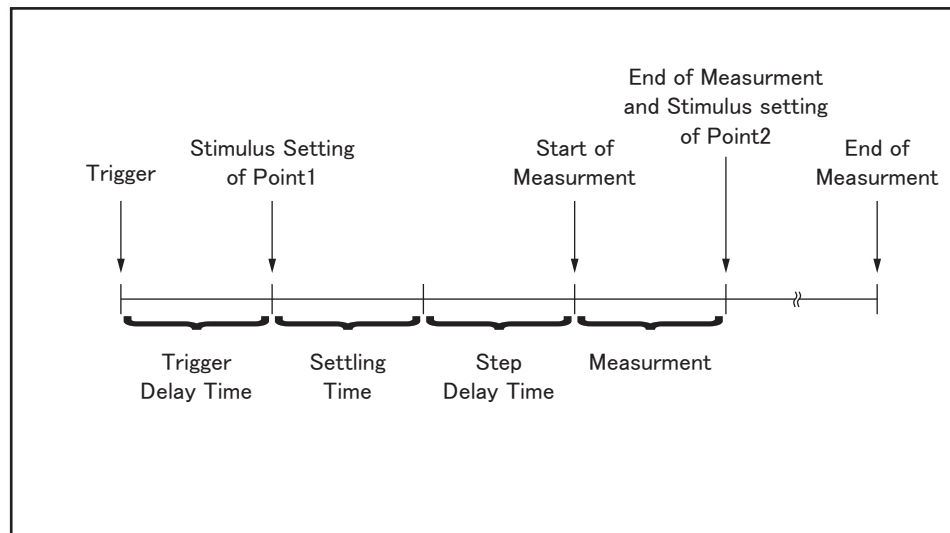 Trigger
Stimulus Setting
of Point1
Start of
Measurment
End of Measurment
and Stimulus setting
of Point2
End of
Measurment
Trigger
Delay Time
Settling
Time
Step
Delay Time
Measurment